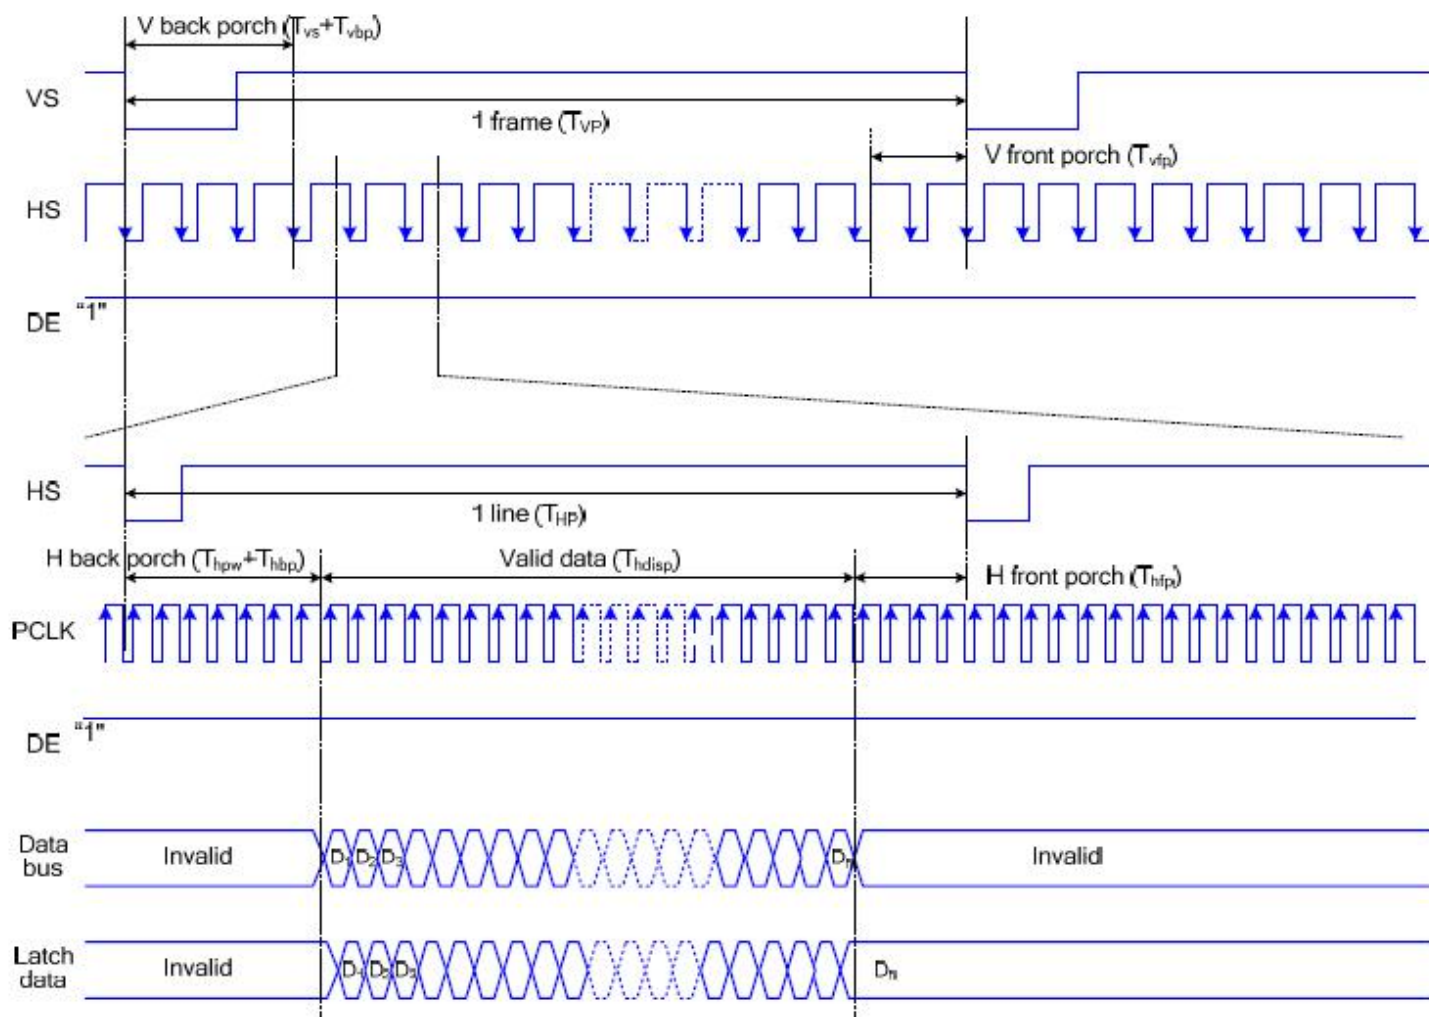 V back porch (Tvs+Tvbp)
VS
1 frame (TVP)
V front porch (Tvfp)
HS
"1"
DE
HS
1 line (THP)
H back porch (Thpw+Thbp)
Valid data (Thdisp)
H front porch (Thfp)
PCLK
"1"
DE
Data
bus
Invalid
D1 D2 D3
Dn
Invalid
Latch
data
Invalid
D1 D2 D3
Dn